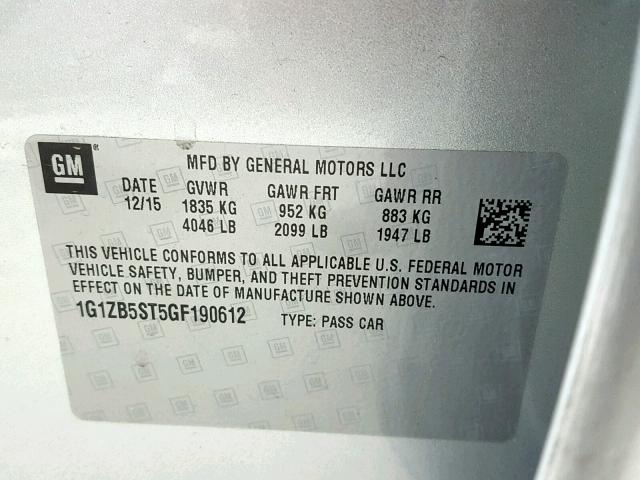 GM
MFD BY GENERAL MOTORS LLC
DATE GVWR GAWR FRT GAWR RR
12/15 1835 KG 952 KG 883 KG
4046 LB 2099 LB 1947 LB
THIS VEHICLE CONFORMS TO ALL APPLICABLE U.S. FEDERAL MOTOR
VEHICLE SAFETY, BUMPER, AND THEFT PREVENTION STANDARDS IN
EFFECT ON THE DATE OF MANUFACTURE SHOWN ABOVE.
1G1ZB5ST5GF190612 TYPE: PASS CAR